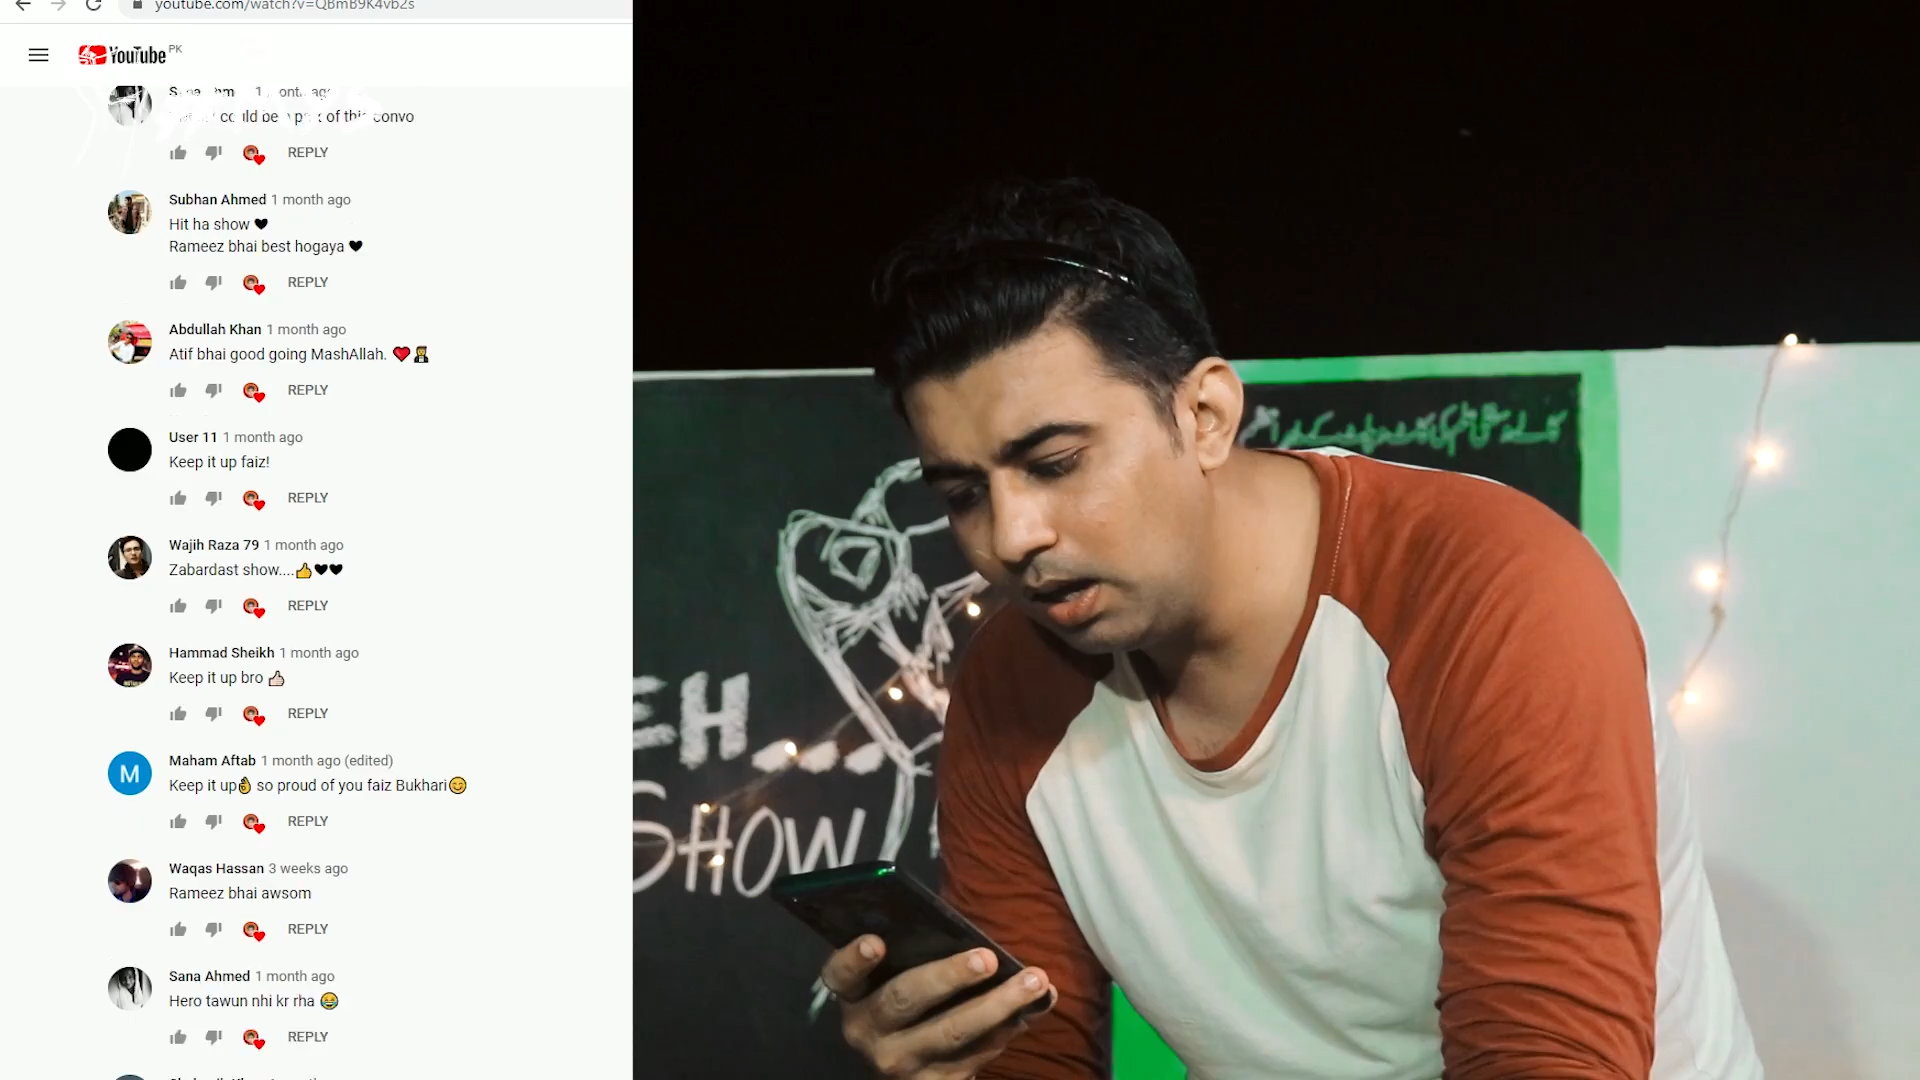 youtube.com/watch?v=QBmB9K4vb2s
YouTube PK
could be
of this convo
REPLY
Subhan Ahmed 1 month ago
Hit ha show 🖤
Rameez bhai best hogaya 🖤
REPLY
Abdullah Khan 1 month ago
Atif bhai good going MashAllah. ❤️👨‍🎓
REPLY
User 11 1 month ago
Keep it up faiz!
REPLY
Wajih Raza 79 1 month ago
Zabardast show....👍🖤🖤
REPLY
Hammad Sheikh 1 month ago
Keep it up bro 👍🏻
REPLY
M
Maham Aftab 1 month ago (edited)
Keep it up👌 so proud of you faiz Bukhari😊
REPLY
Waqas Hassan 3 weeks ago
Rameez bhai awsom
REPLY
Sana Ahmed 1 month ago
Hero tawun nhi kr rha 😂
REPLY
EH....
SHOW